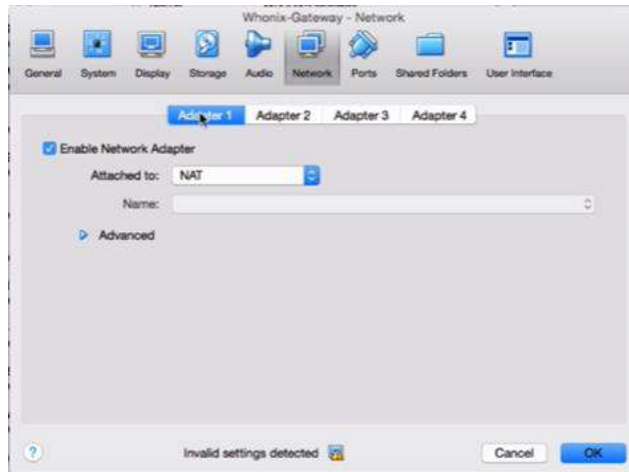 Whonix-Gateway - Network
General System Display Storage Audio Network Ports Shared Folders User Interface
Adapter 1 Adapter 2 Adapter 3 Adapter 4
Enable Network Adapter
Attached to: NAT
Name:
Advanced
? Invalid settings detected Cancel OK